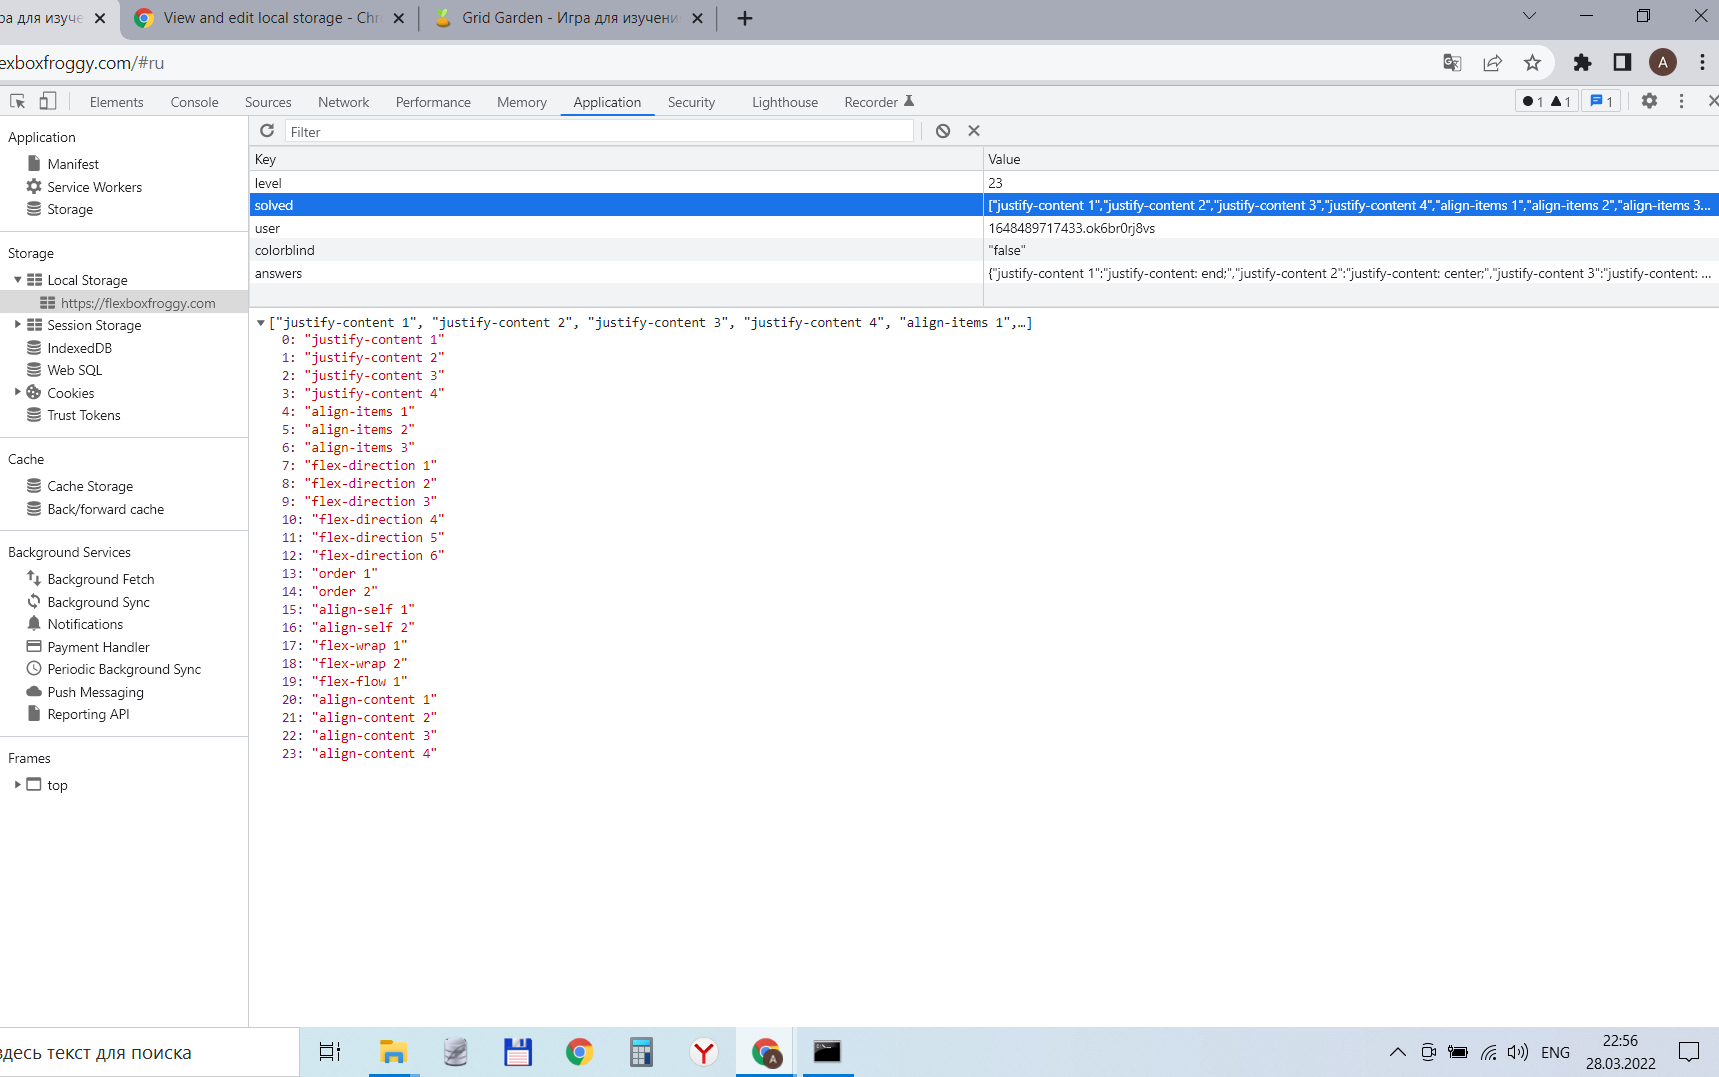 ра для изуче
View and edit local storage - Chr
Grid Garden - Игра для изучени
exboxfroggy.com/#ru
A
Elements Console Sources Network Performance Memory Application Security Lighthouse Recorder
1 1 1
Application
Manifest
Service Workers
Storage
Storage
Local Storage
https://flexboxfroggy.com
Session Storage
IndexedDB
Web SQL
Cookies
Trust Tokens
Cache
Cache Storage
Back/forward cache
Background Services
Background Fetch
Background Sync
Notifications
Payment Handler
Periodic Background Sync
Push Messaging
Reporting API
Frames
top
Filter
Key Value
level 23
solved ["justify-content 1","justify-content 2","justify-content 3","justify-content 4","align-items 1","align-items 2","align-items 3...
user 1648489717433.ok6br0rj8vs
colorblind "false"
answers {"justify-content 1":"justify-content: end;","justify-content 2":"justify-content: center;","justify-content 3":"justify-content: ...
["justify-content 1", "justify-content 2", "justify-content 3", "justify-content 4", "align-items 1",…]
0: "justify-content 1"
1: "justify-content 2"
2: "justify-content 3"
3: "justify-content 4"
4: "align-items 1"
5: "align-items 2"
6: "align-items 3"
7: "flex-direction 1"
8: "flex-direction 2"
9: "flex-direction 3"
10: "flex-direction 4"
11: "flex-direction 5"
12: "flex-direction 6"
13: "order 1"
14: "order 2"
15: "align-self 1"
16: "align-self 2"
17: "flex-wrap 1"
18: "flex-wrap 2"
19: "flex-flow 1"
20: "align-content 1"
21: "align-content 2"
22: "align-content 3"
23: "align-content 4"
здесь текст для поиска
A
ENG
22:56
28.03.2022